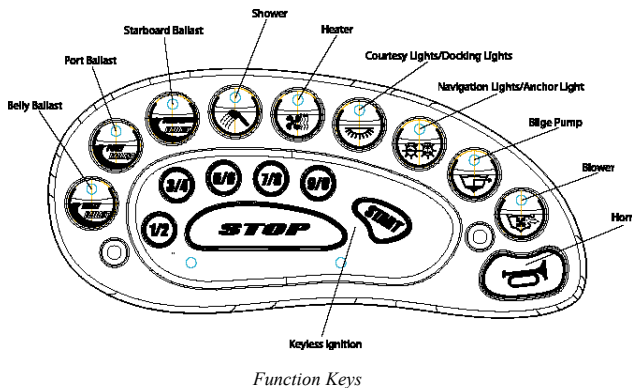 Shower
Starboard Ballast
Heater
Port Ballast
Courtesy Lights/Docking Lights
Belly Ballast
Navigation Lights/Anchor Light
Bilge Pump
Blower
Horn
5/6
7/8
3/4
9/0
1/2
STOP
START
Keyless Ignition
Function Keys